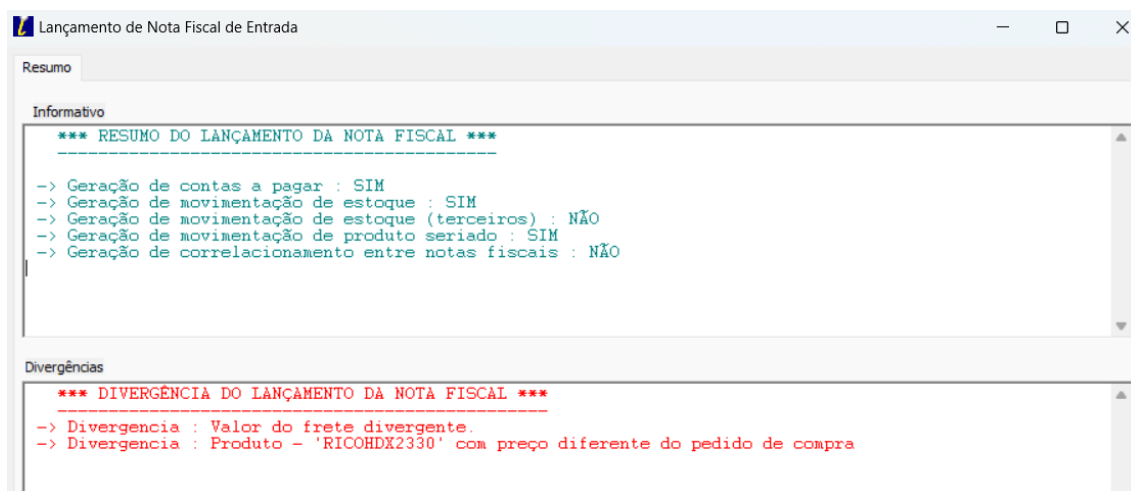 Lançamento de Nota Fiscal de Entrada
Resumo
Informativo
*** RESUMO DO LANÇAMENTO DA NOTA FISCAL ***
-------------------------------------------
-> Geração de contas a pagar : SIM
-> Geração de movimentação de estoque : SIM
-> Geração de movimentação de estoque (terceiros) : NÃO
-> Geração de movimentação de produto seriado : SIM
-> Geração de correlacionamento entre notas fiscais : NÃO
Divergências
*** DIVERGÊNCIA DO LANÇAMENTO DA NOTA FISCAL ***
------------------------------------------------
-> Divergencia : Valor do frete divergente.
-> Divergencia : Produto - 'RICOHDX2330' com preço diferente do pedido de compra